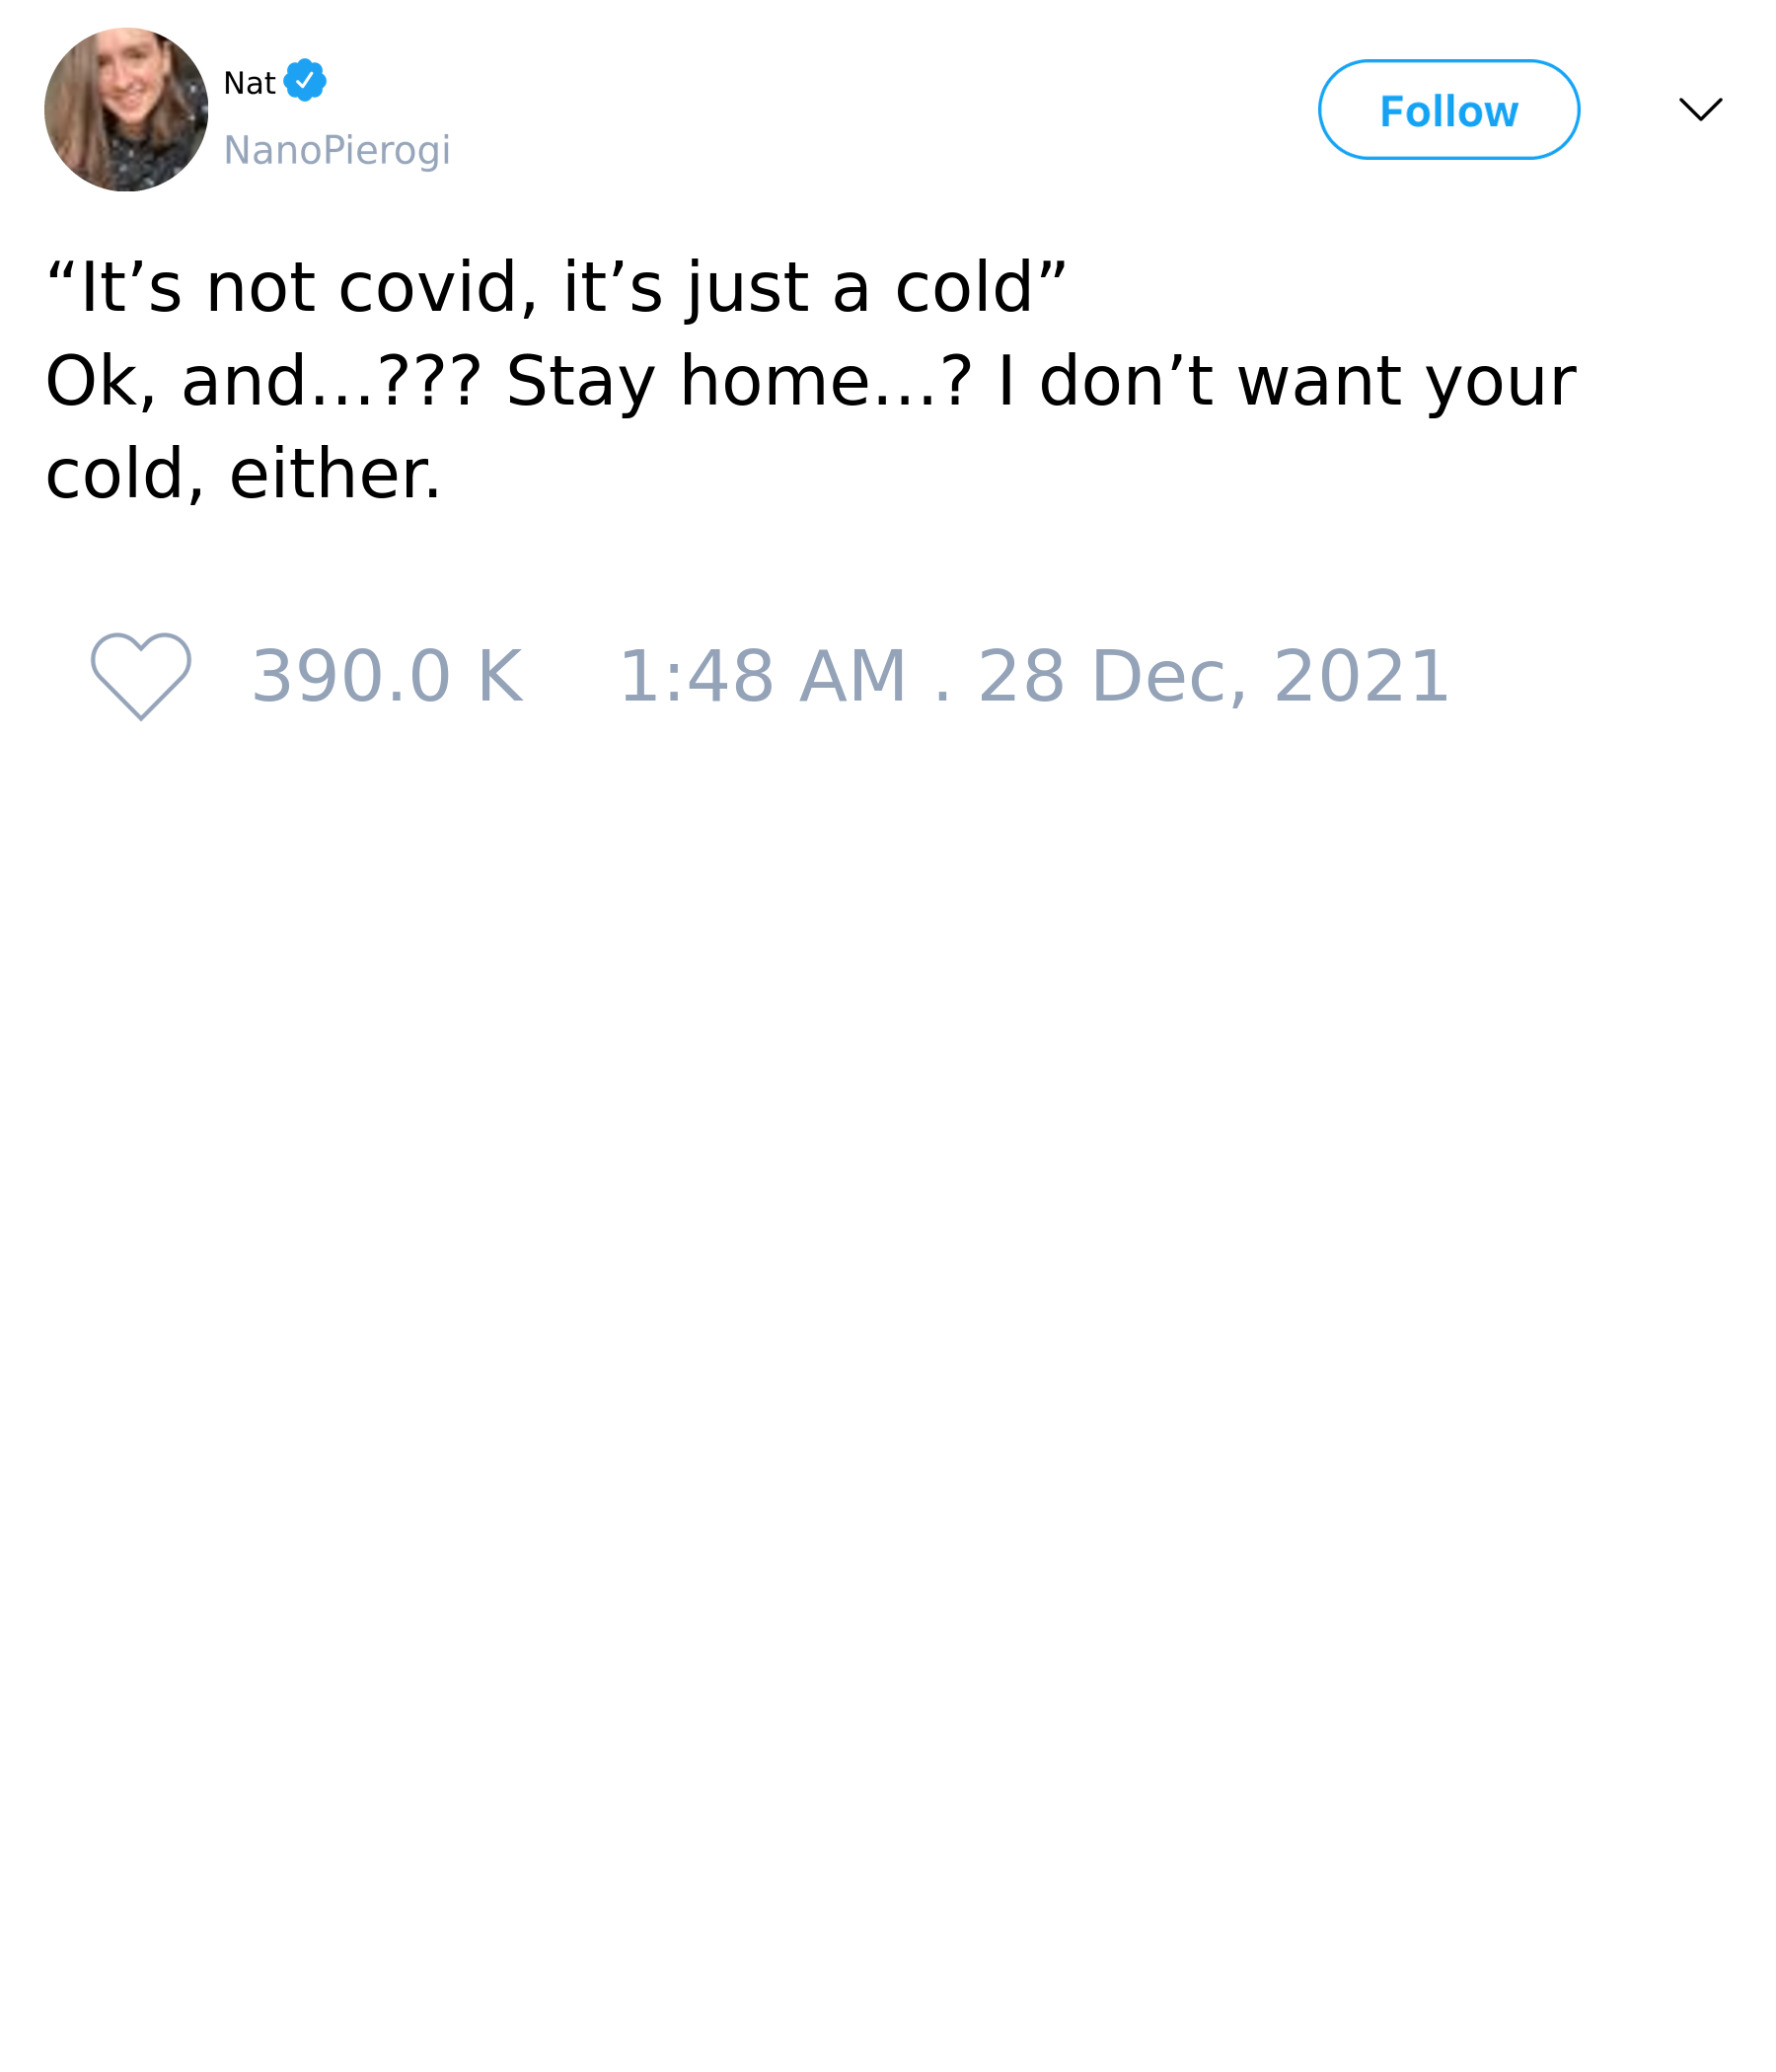 Nat
NanoPierogi
Follow
“It’s not covid, it’s just a cold”
Ok, and...??? Stay home...? I don’t want your
cold, either.
390.0 K 1:48 AM . 28 Dec, 2021